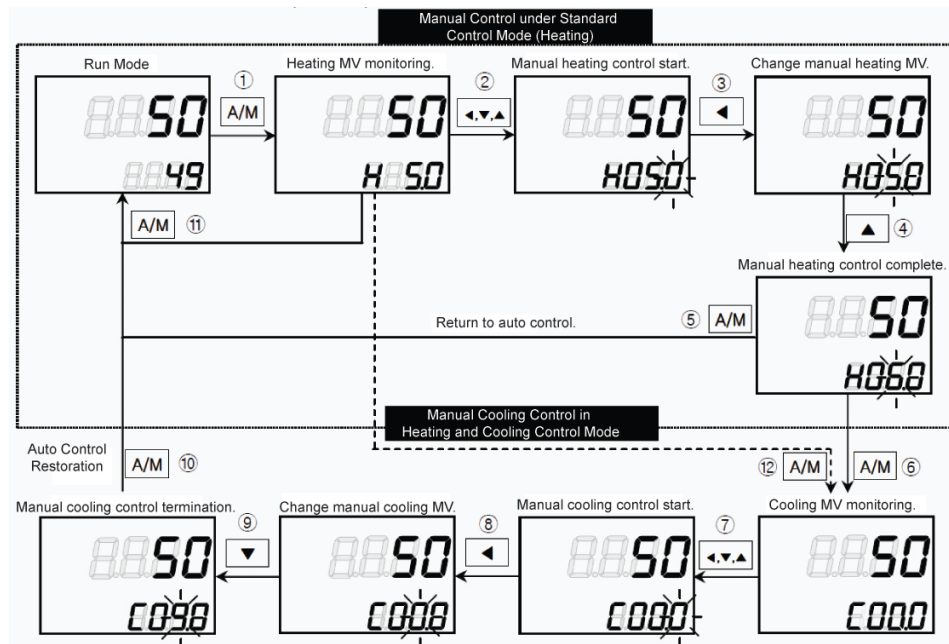 Manual Control under Standard
Control Mode (Heating)
Run Mode
50
49
①
A/M
Heating MV monitoring.
50
H 5.0
②
◄,▼,▲
Manual heating control start.
50
H05.0
③
◄
Change manual heating MV.
50
H05.0
▲ ④
Manual heating control complete.
50
H06.0
⑤ A/M
Return to auto control.
A/M ⑪
Manual Cooling Control in
Heating and Cooling Control Mode
Auto Control
Restoration
A/M ⑩
⑫ A/M
A/M ⑥
Cooling MV monitoring.
50
C00.0
⑦
◄,▼,▲
Manual cooling control start.
50
C00.0
⑧
◄
Change manual cooling MV.
50
C00.0
⑨
▼
Manual cooling control termination.
50
C09.0